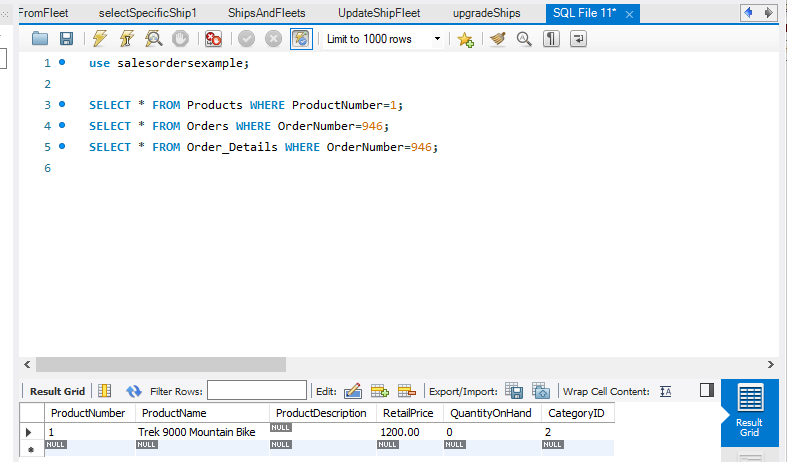 FromFleet selectSpecificShip1 ShipsAndFleets UpdateShipFleet upgradeShips SQL File 11*
Limit to 1000 rows
1 use salesordersexample;
2
3 SELECT * FROM Products WHERE ProductNumber=1;
4 SELECT * FROM Orders WHERE OrderNumber=946;
5 SELECT * FROM Order_Details WHERE OrderNumber=946;
6
Result Grid Filter Rows: Edit: Export/Import: Wrap Cell Content:
ProductNumber ProductName ProductDescription RetailPrice QuantityOnHand CategoryID
1 Trek 9000 Mountain Bike NULL 1200.00 0 2
NULL NULL NULL NULL NULL NULL
Result
Grid